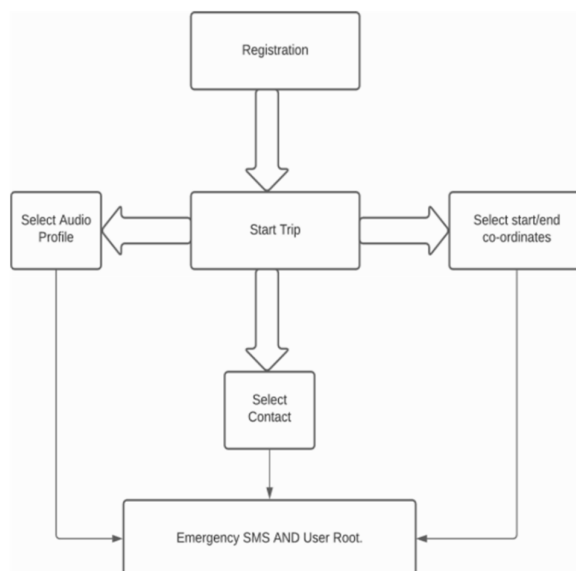 Registration
Select Audio
Profile
Start Trip
Select start/end
co-ordinates
Select
Contact
Emergency SMS AND User Root.